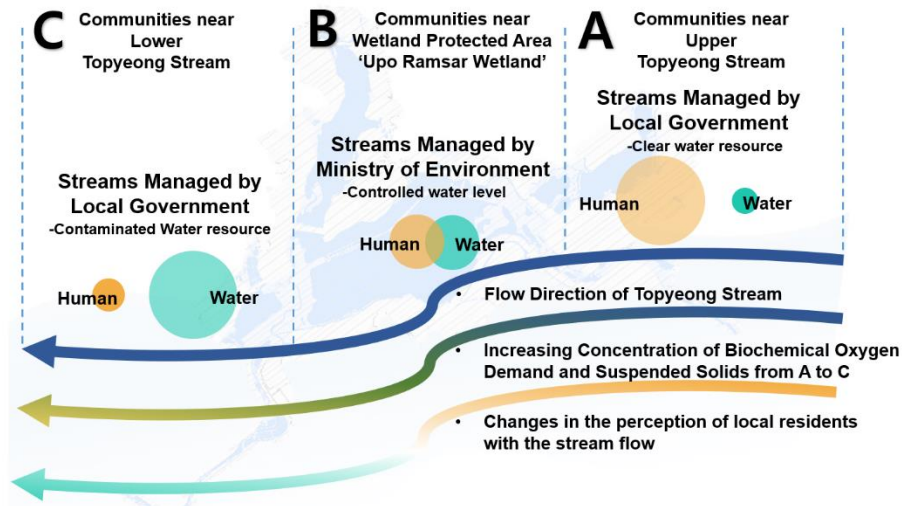 C
Communities near
Lower
Topyeong Stream
Streams Managed by
Local Government
-Contaminated Water resource
Human
Water
B
Communities near
Wetland Protected Area
‘Upo Ramsar Wetland’
Streams Managed by
Ministry of Environment
-Controlled water level
Human
Water
A
Communities near
Upper
Topyeong Stream
Streams Managed by
Local Government
-Clear water resource
Human
Water
• Flow Direction of Topyeong Stream
• Increasing Concentration of Biochemical Oxygen
Demand and Suspended Solids from A to C
• Changes in the perception of local residents
with the stream flow